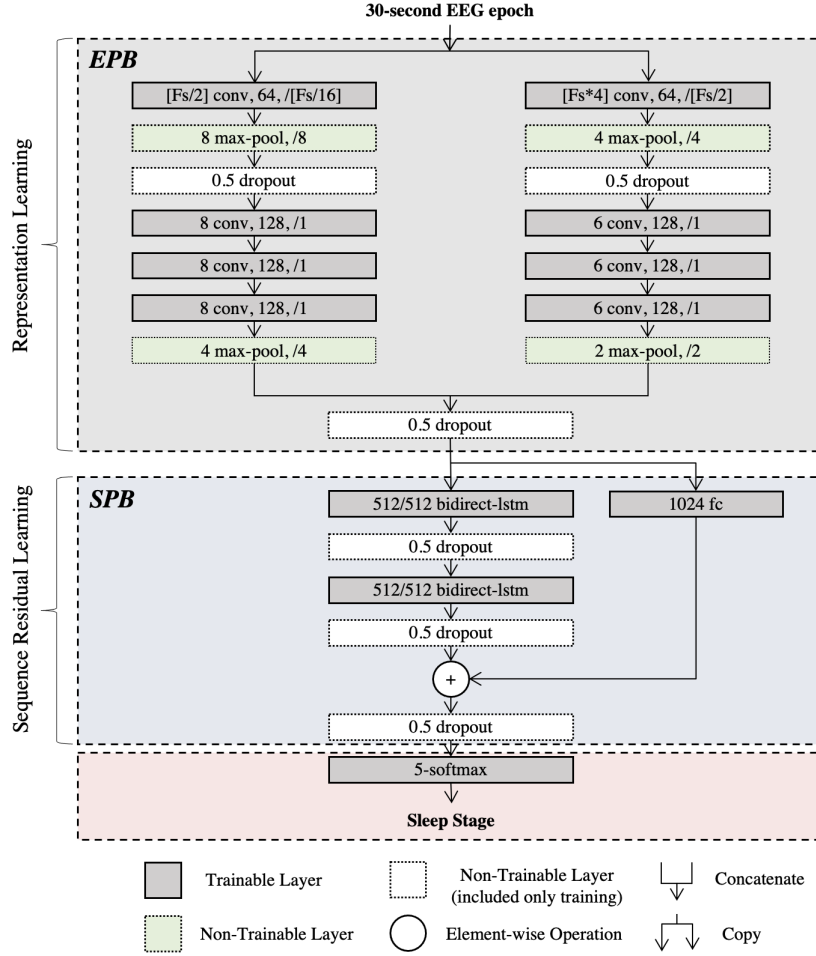 30-second EEG epoch
EPB
[Fs/2] conv, 64, /[Fs/16]
8 max-pool, /8
0.5 dropout
8 conv, 128, /1
8 conv, 128, /1
8 conv, 128, /1
4 max-pool, /4
[Fs*4] conv, 64, /[Fs/2]
4 max-pool, /4
0.5 dropout
6 conv, 128, /1
6 conv, 128, /1
6 conv, 128, /1
2 max-pool, /2
0.5 dropout
Representation Learning
SPB
512/512 bidirect-lstm
1024 fc
0.5 dropout
512/512 bidirect-lstm
0.5 dropout
+
0.5 dropout
Sequence Residual Learning
5-softmax
Sleep Stage
Trainable Layer
Non-Trainable Layer
(included only training)
Concatenate
Non-Trainable Layer
Element-wise Operation
Copy